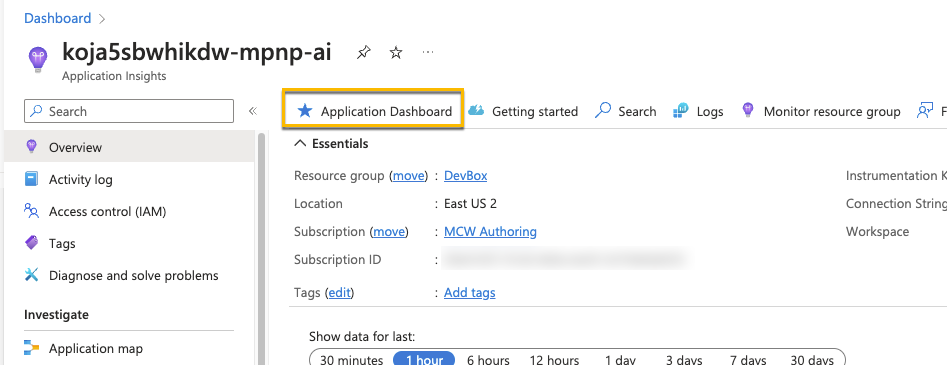 Dashboard
koja5sbwhikdw-mpnp-ai
Application Insights
Search
Overview
Activity log
Access control (IAM)
Tags
Diagnose and solve problems
Investigate
Application map
Application Dashboard Getting started Search Logs Monitor resource group F
Essentials
Resource group (move) : DevBox Instrumentation K
Location : East US 2 Connection String
Subscription (move) : MCW Authoring Workspace
Subscription ID :
Tags (edit) : Add tags
Show data for last:
30 minutes 1 hour 6 hours 12 hours 1 day 3 days 7 days 30 days